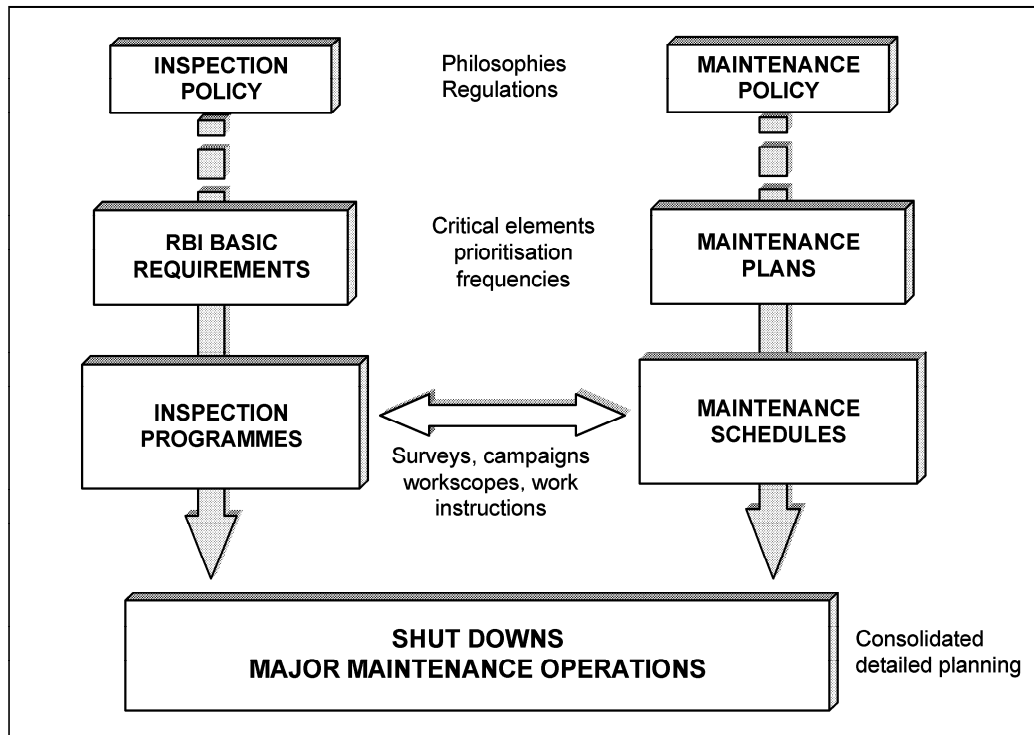 INSPECTION
POLICY
Philosophies
Regulations
MAINTENANCE
POLICY
RBI BASIC
REQUIREMENTS
Critical elements
prioritisation
frequencies
MAINTENANCE
PLANS
INSPECTION
PROGRAMMES
Surveys, campaigns
workscopes, work
instructions
MAINTENANCE
SCHEDULES
SHUT DOWNS
MAJOR MAINTENANCE OPERATIONS
Consolidated
detailed planning